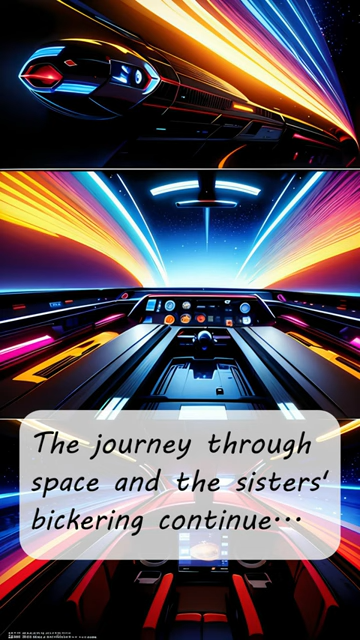 The journey through
space and the sisters'
bickering continue...